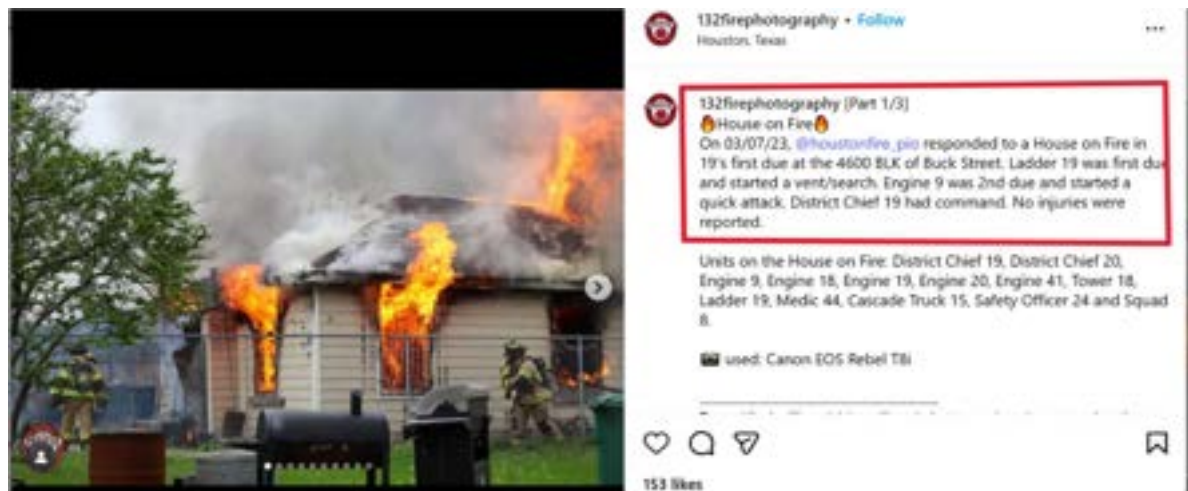 132firephotography • Follow
Houston, Texas
132firephotography [Part 1/3]
🔥House on Fire🔥
On 03/07/23, @houstonfire_pio responded to a House on Fire in
19's first due at the 4600 BLK of Buck Street. Ladder 19 was first due
and started a vent/search. Engine 9 was 2nd due and started a
quick attack. District Chief 19 had command. No injuries were
reported.
Units on the House on Fire: District Chief 19, District Chief 20,
Engine 9, Engine 18, Engine 19, Engine 20, Engine 41, Tower 18,
Ladder 19, Medic 44, Cascade Truck 15, Safety Officer 24 and Squad
8.
📷 used: Canon EOS Rebel T8i
153 likes